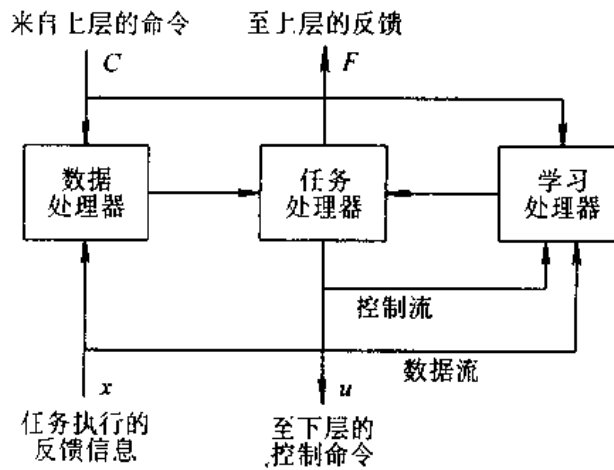 来自上层的命令
至上层的反馈
C
F
数据
处理器
任务
处理器
学习
处理器
控制流
数据流
x
u
任务执行的
反馈信息
至下层的
控制命令